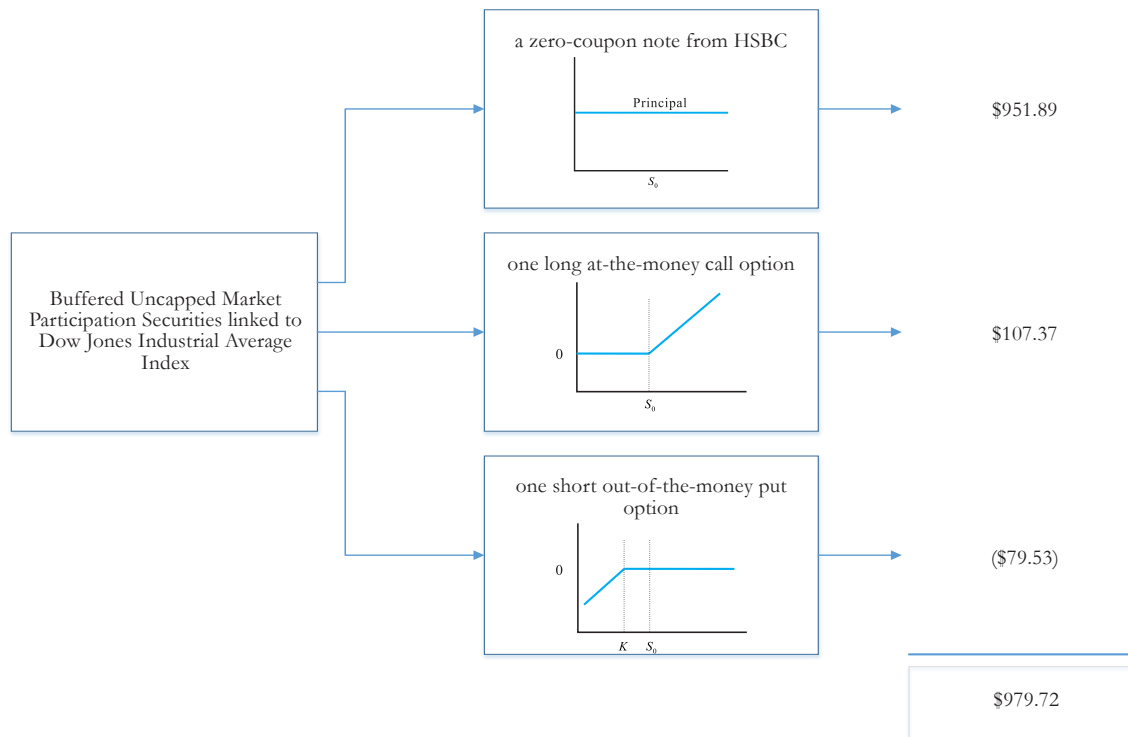 a zero-coupon note from HSBC
Principal
S₀
$951.89
Buffered Uncapped Market
Participation Securities linked to
Dow Jones Industrial Average
Index
one long at-the-money call option
0
S₀
$107.37
one short out-of-the-money put
option
0
K S₀
($79.53)
$979.72